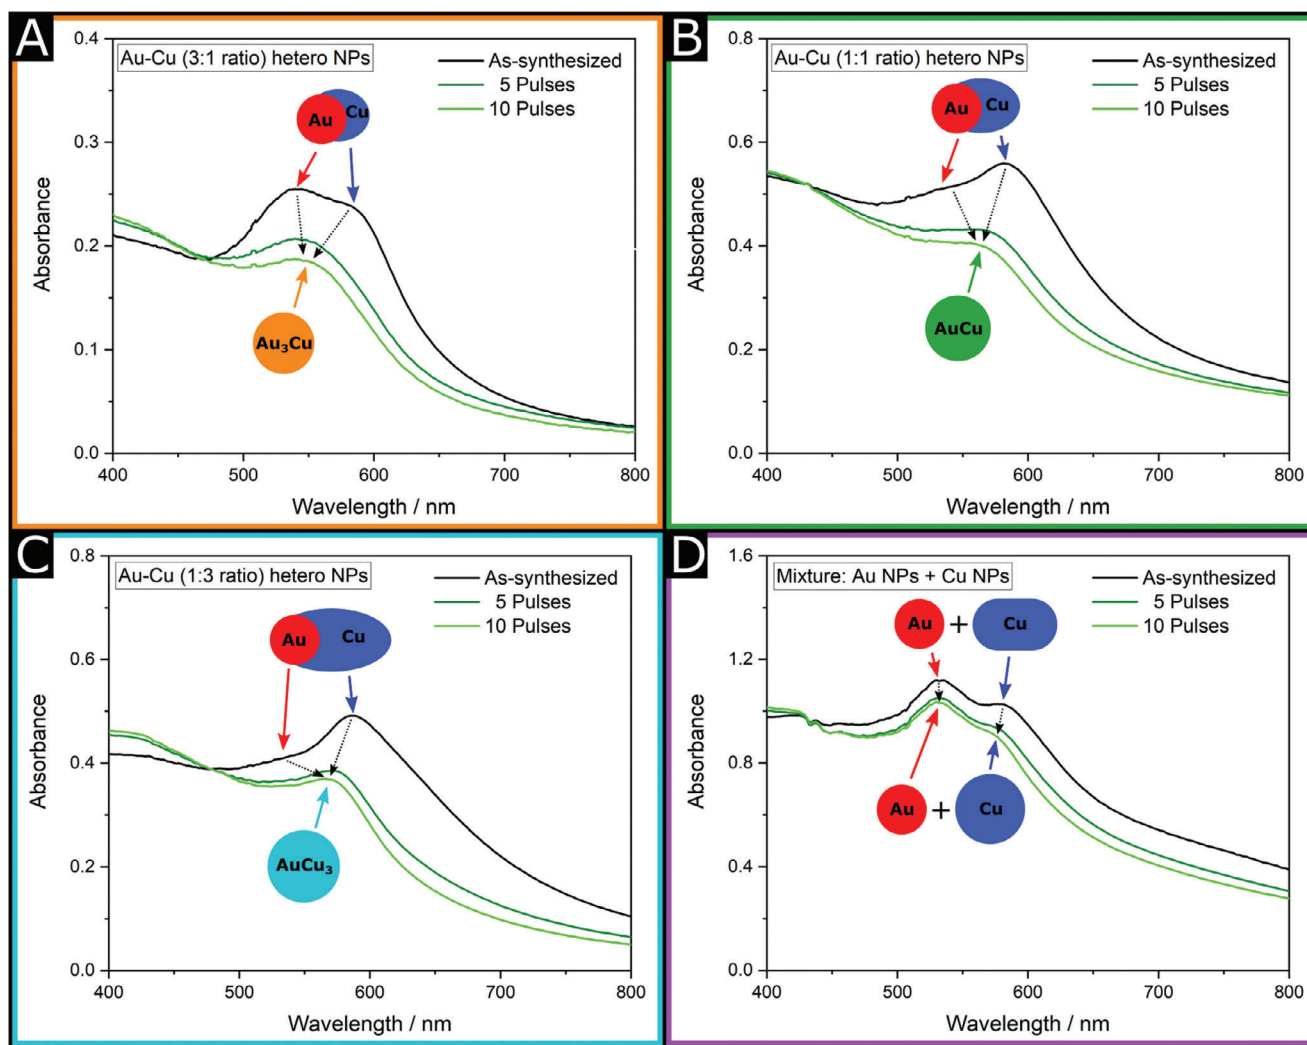 A
Au-Cu (3:1 ratio) hetero NPs
As-synthesized
5 Pulses
10 Pulses
Au
Cu
Au₃Cu
0.4
0.3
0.2
0.1
0.0
Absorbance
400
500
600
700
800
Wavelength / nm
B
Au-Cu (1:1 ratio) hetero NPs
As-synthesized
5 Pulses
10 Pulses
Au
Cu
AuCu
0.8
0.6
0.4
0.2
0.0
Absorbance
400
500
600
700
800
Wavelength / nm
C
Au-Cu (1:3 ratio) hetero NPs
As-synthesized
5 Pulses
10 Pulses
Au
Cu
AuCu₃
0.8
0.6
0.4
0.2
0.0
Absorbance
400
500
600
700
800
Wavelength / nm
D
Mixture: Au NPs + Cu NPs
As-synthesized
5 Pulses
10 Pulses
Au + Cu
Au + Cu
1.6
1.2
0.8
0.4
0.0
Absorbance
400
500
600
700
800
Wavelength / nm